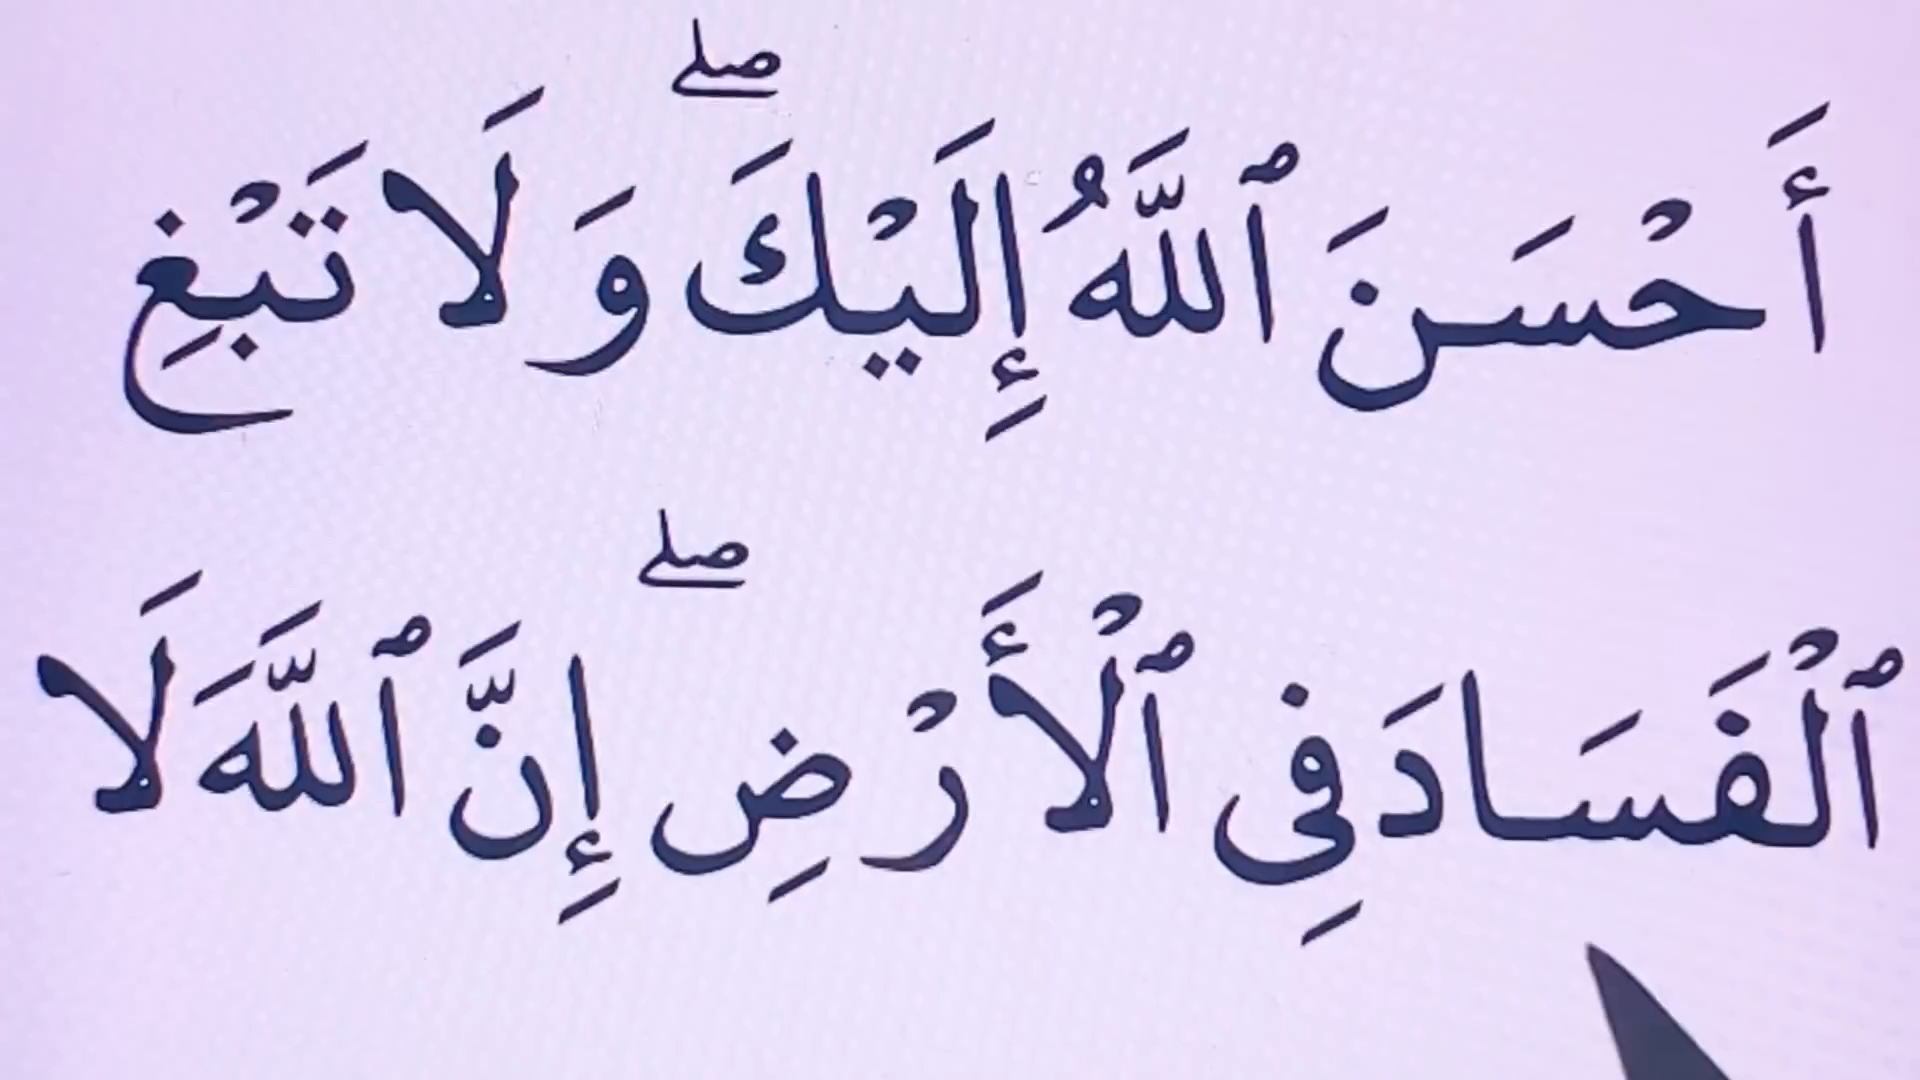 أَحْسَنَ ٱللَّهُ إِلَيْكَۖ وَلَا تَبْغِ
ٱلْفَسَادَ فِي ٱلْأَرْضِۖ إِنَّ ٱللَّهَ لَا